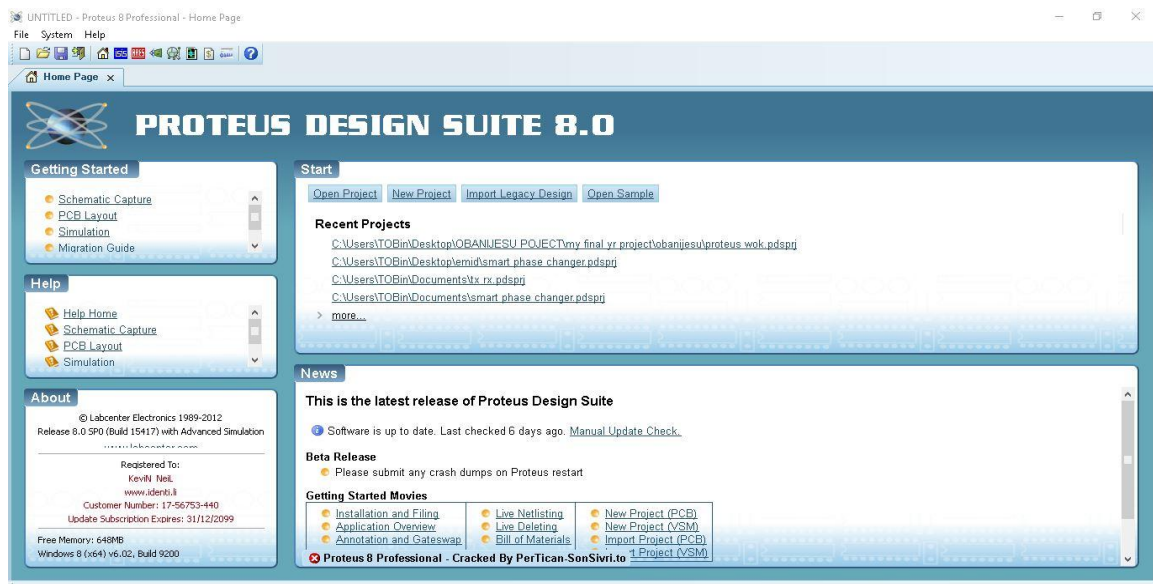 UNTITLED - Proteus 8 Professional - Home Page
File System Help
Home Page x
PROTEUS DESIGN SUITE 8.0
Getting Started
Schematic Capture
PCB Layout
Simulation
Migration Guide
Help
Help Home
Schematic Capture
PCB Layout
Simulation
About
© Labcenter Electronics 1989-2012
Release 8.0 SP0 (Build 15417) with Advanced Simulation
Registered To:
KeviN NeiL
www.identi.li
Customer Number: 17-56753-440
Update Subscription Expires: 31/12/2099
Free Memory: 648MB
Windows 8 (x64) v6.02, Build 9200
Start
Open Project New Project Import Legacy Design Open Sample
Recent Projects
C:\Users\TOBin\Desktop\OBANIJESU POJECT\my final yr project\obanijesu\proteus wok.pdsprj
C:\Users\TOBin\Desktop\emid\smart phase changer.pdsprj
C:\Users\TOBin\Documents\tx rx.pdsprj
C:\Users\TOBin\Documents\smart phase changer.pdsprj
> more...
News
This is the latest release of Proteus Design Suite
Software is up to date. Last checked 6 days ago. Manual Update Check.
Beta Release
Please submit any crash dumps on Proteus restart
Getting Started Movies
Installation and Filing Live Netlisting New Project (PCB)
Application Overview Live Deleting New Project (VSM)
Annotation and Gateswap Bill of Materials Import Project (PCB)
Project (VSM)
Proteus 8 Professional - Cracked By PerTican-SonSivri.to